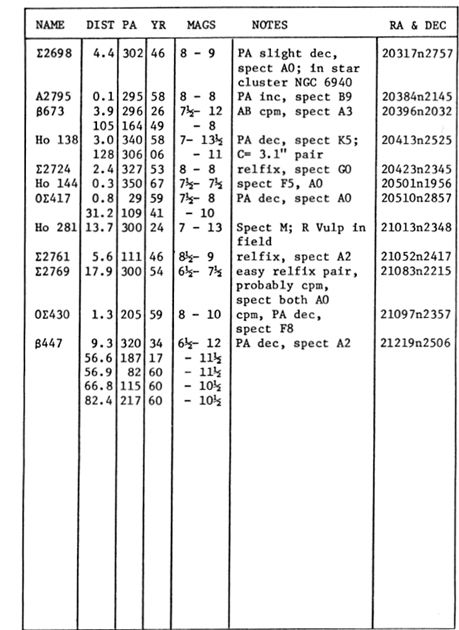 NAME DIST PA YR MAGS NOTES RA & DEC
Σ2698 4.4 302 46 8 - 9 PA slight dec, 20317n2757
spect A0; in star
cluster NGC 6940
A2795 0.1 295 58 8 - 8 PA inc, spect B9 20384n2145
β673 3.9 296 26 7½- 12 AB cpm, spect A3 20396n2032
105 164 49 - 8
Ho 138 3.0 340 58 7- 13½ PA dec, spect K5; 20413n2525
128 306 06 - 11 C= 3.1" pair
Σ2724 2.4 327 53 8 - 8 relfix, spect G0 20423n2345
Ho 144 0.3 350 67 7½- 7½ spect F5, A0 20501n1956
OΣ417 0.8 29 59 7½- 8 PA dec, spect A0 20510n2857
31.2 109 41 - 10
Ho 281 13.7 300 24 7 - 13 Spect M; R Vulp in 21013n2348
field
Σ2761 5.6 111 46 8½- 9 relfix, spect A2 21052n2417
Σ2769 17.9 300 54 6½- 7½ easy relfix pair, 21083n2215
probably cpm,
spect both A0
OΣ430 1.3 205 59 8 - 10 cpm, PA dec, 21097n2357
spect F8
β447 9.3 320 34 6½- 12 PA dec, spect A2 21219n2506
56.6 187 17 - 11½
56.9 82 60 - 11½
66.8 115 60 - 10½
82.4 217 60 - 10½